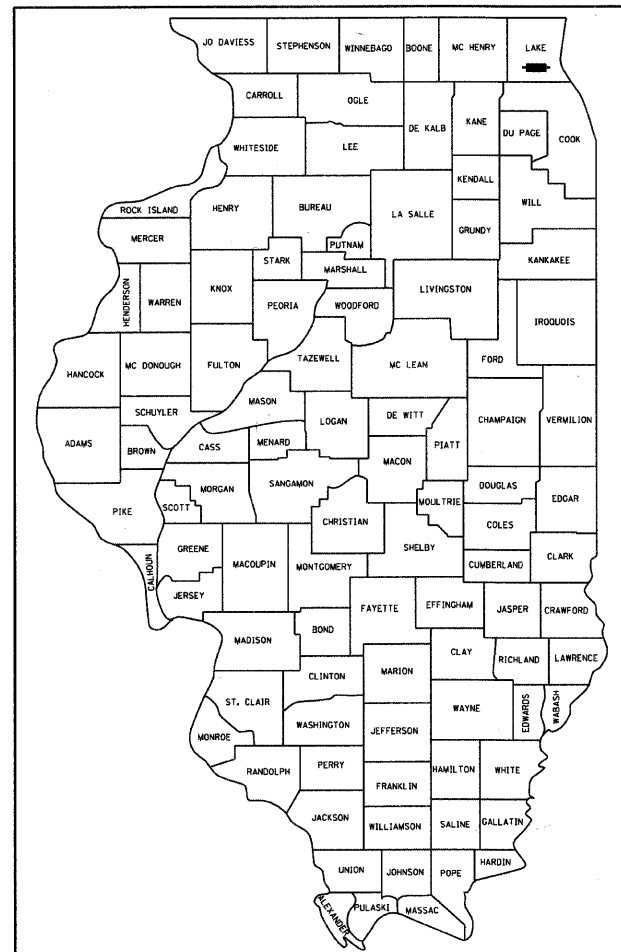 JO DAVIESS
STEPHENSON
WINNEBAGO
BOONE
MC HENRY
LAKE
CARROLL
OGLE
DE KALB
KANE
DU PAGE
COOK
WHITESIDE
LEE
KENDALL
WILL
ROCK ISLAND
HENRY
BUREAU
LA SALLE
GRUNDY
MERCER
PUTNAM
STARK
MARSHALL
KANKAKEE
HENDERSON
WARREN
KNOX
PEORIA
WOODFORD
LIVINGSTON
IROQUOIS
HANCOCK
MC DONOUGH
FULTON
TAZEWELL
MC LEAN
FORD
MASON
SCHUYLER
LOGAN
DE WITT
CHAMPAIGN
VERMILION
ADAMS
BROWN
CASS
MENARD
PIATT
MACON
PIKE
SCOTT
MORGAN
SANGAMON
CHRISTIAN
MOULTRIE
DOUGLAS
EDGAR
COLES
CALHOUN
GREENE
MACOUPIN
MONTGOMERY
SHELBY
CUMBERLAND
CLARK
JERSEY
FAYETTE
EFFINGHAM
JASPER
CRAWFORD
MADISON
BOND
CLAY
RICHLAND
LAWRENCE
CLINTON
MARION
ST. CLAIR
WAYNE
EDWARDS
WABASH
WASHINGTON
JEFFERSON
MONROE
RANDOLPH
PERRY
HAMILTON
WHITE
FRANKLIN
JACKSON
WILLIAMSON
SALINE
GALLATIN
UNION
JOHNSON
POPE
HARDIN
ALEXANDER
PULASKI
MASSAC